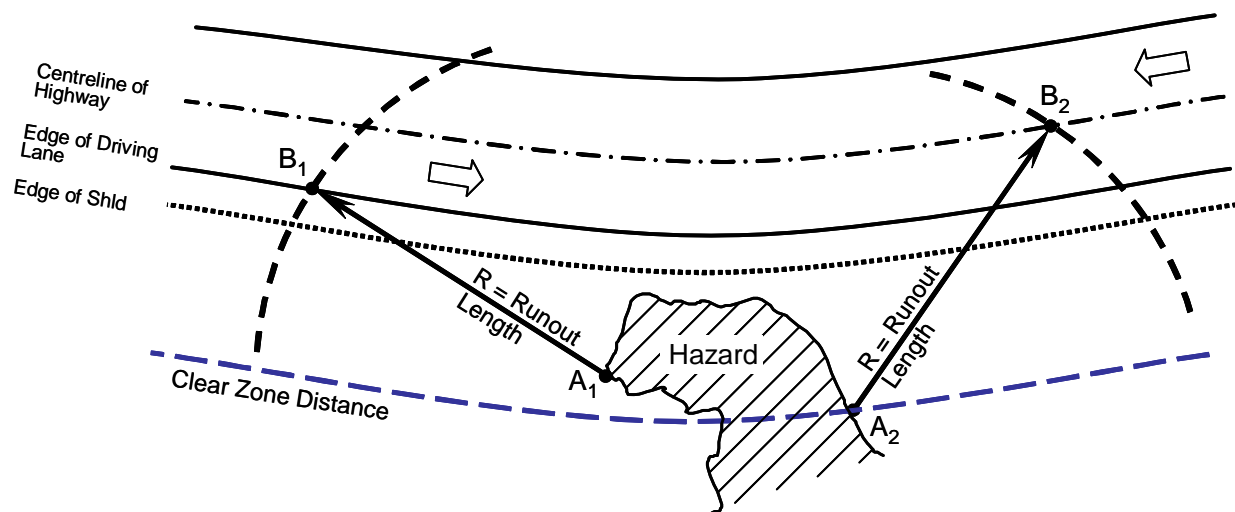 Centreline of
Highway
Edge of Driving
Lane
Edge of Shld
B1
B2
R = Runout
Length
R = Runout
Length
Hazard
A1
A2
Clear Zone Distance